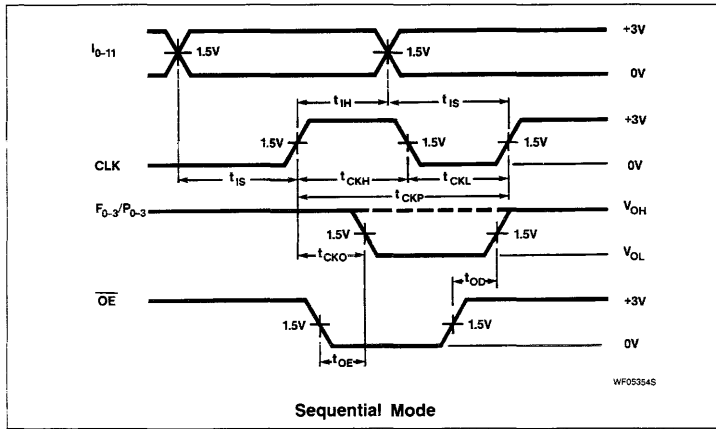 I0-11
1.5V
1.5V
+3V
0V
tIH
tIS
CLK
1.5V
1.5V
1.5V
+3V
0V
tIS
tCKH
tCKL
tCKP
F0-3/P0-3
VOH
1.5V
1.5V
tCKO
VOL
tOD
OE
+3V
1.5V
1.5V
0V
tOE
WF05354S
Sequential Mode